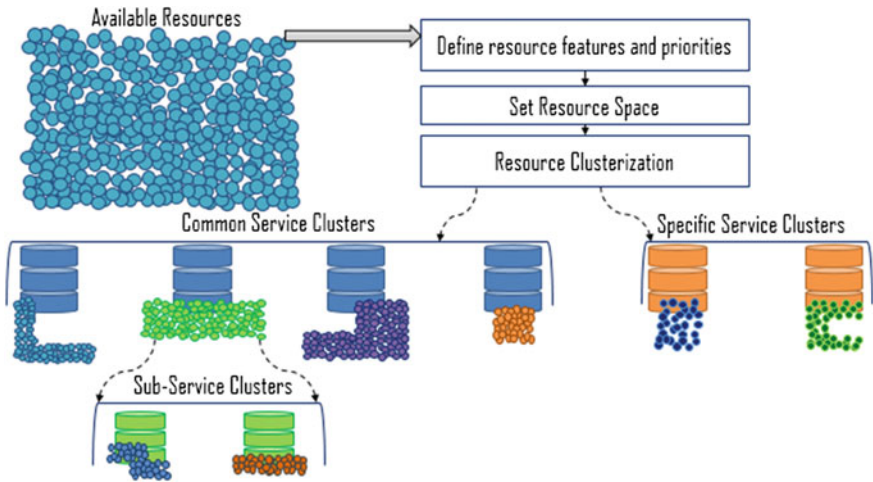 Available Resources
Define resource features and priorities
Set Resource Space
Resource Clusterization
Common Service Clusters
Specific Service Clusters
Sub-Service Clusters